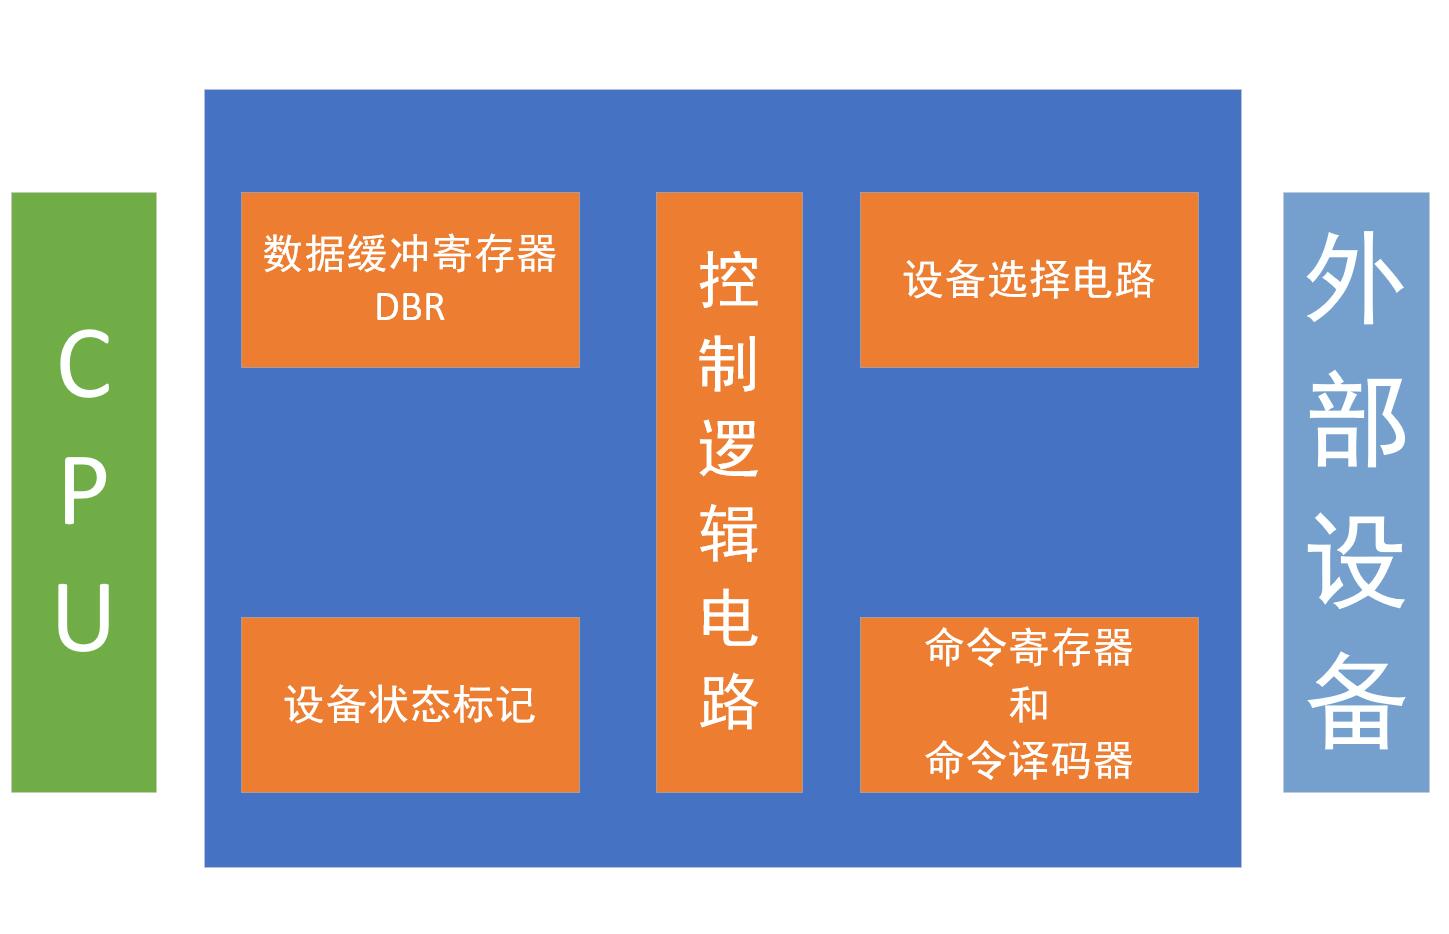 CPU
数据缓冲寄存器
DBR
设备状态标记
控制逻辑电路
设备选择电路
命令寄存器
和
命令译码器
外部设备